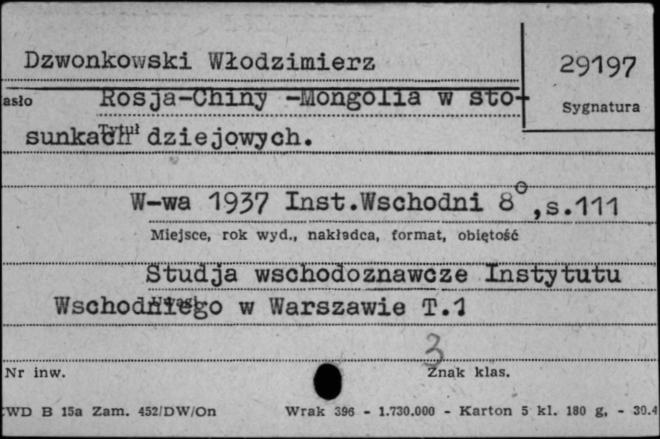 Dzwonkowski Włodzimierz
29197
asło
Rosja-Chiny -Mongolia w sto-
Sygnatura
Tytuł
sunkach dziejowych.
W-wa 1937 Inst.Wschodni 8°,s.111
Miejsce, rok wyd., nakładca, format, objętość
Studja wschodoznawcze Instytutu
Uwagi
Wschodniego w Warszawie T.1
3
Nr inw.
Znak klas.
WD B 15a Zam. 452/DW/On
Wrak 396 - 1.730.000 - Karton 5 kl. 180 g, - 30.4